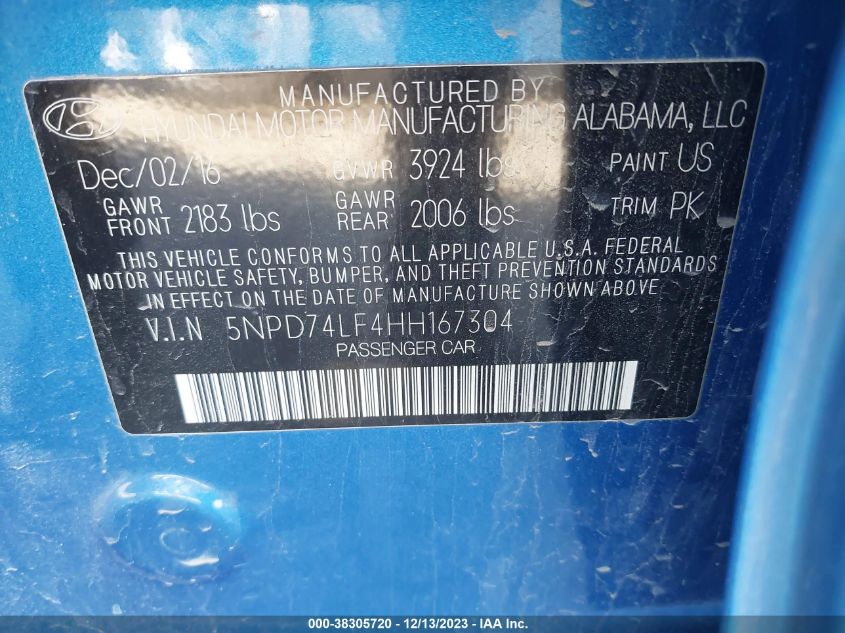 MANUFACTURED BY
HYUNDAI MOTOR MANUFACTURING ALABAMA, LLC
Dec/02/16 GVWR 3924 lbs PAINT US
GAWR FRONT 2183 lbs GAWR REAR 2006 lbs TRIM PK
THIS VEHICLE CONFORMS TO ALL APPLICABLE U.S.A. FEDERAL
MOTOR VEHICLE SAFETY, BUMPER, AND THEFT PREVENTION STANDARDS
IN EFFECT ON THE DATE OF MANUFACTURE SHOWN ABOVE.
V.I.N 5NPD74LF4HH167304
PASSENGER CAR
000-38305720 - 12/13/2023 - IAA Inc.